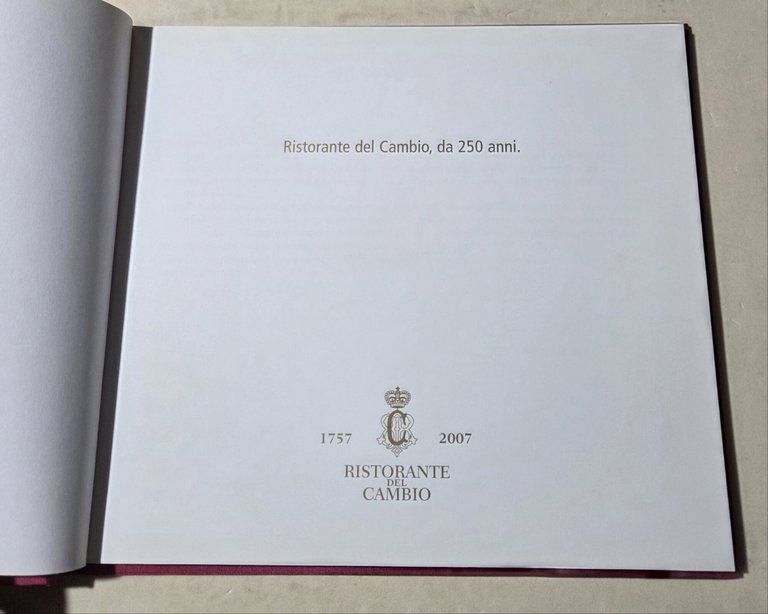 Ristorante del Cambio, da 250 anni.
C
1757 2007
RISTORANTE
DEL
CAMBIO